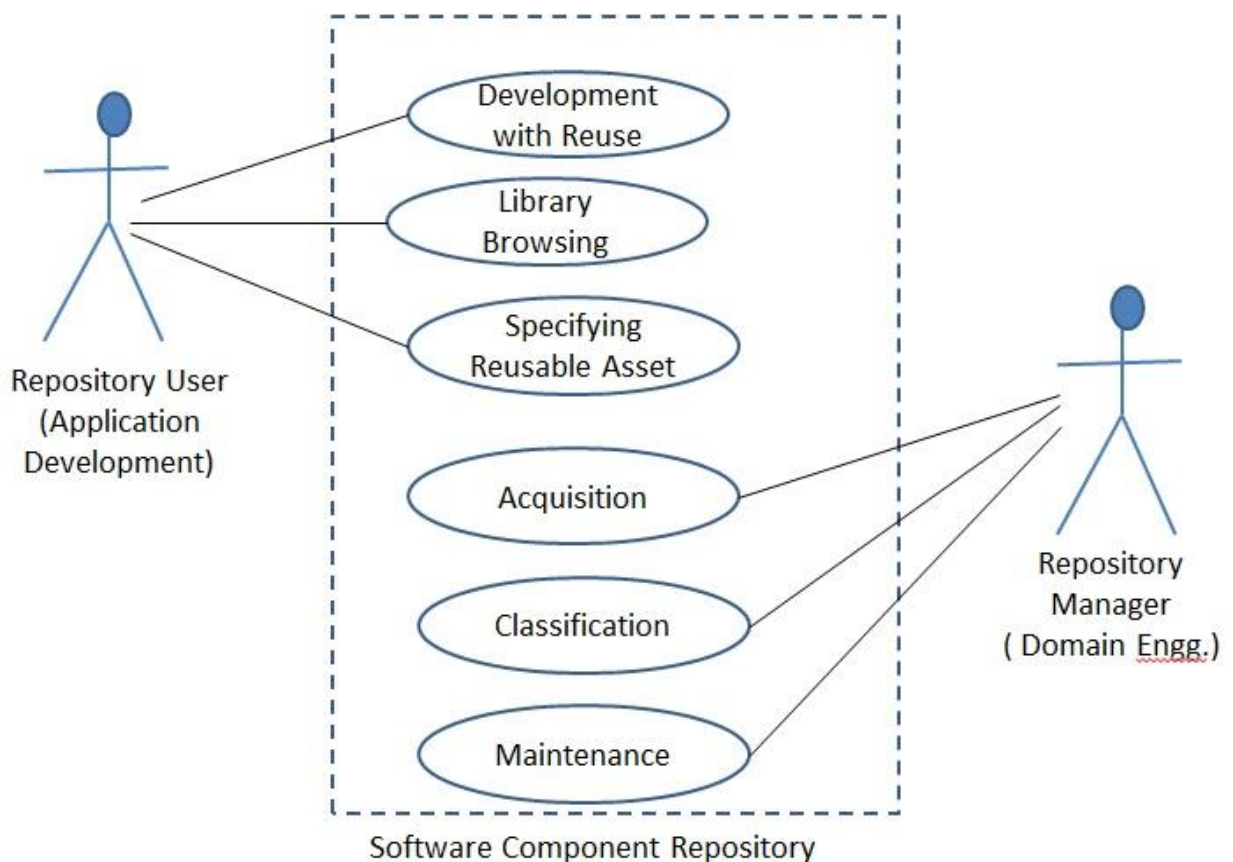 Development
with Reuse
Library
Browsing
Specifying
Reusable Asset
Repository User
(Application
Development)
Acquisition
Classification
Maintenance
Repository
Manager
( Domain Engg.)
Software Component Repository